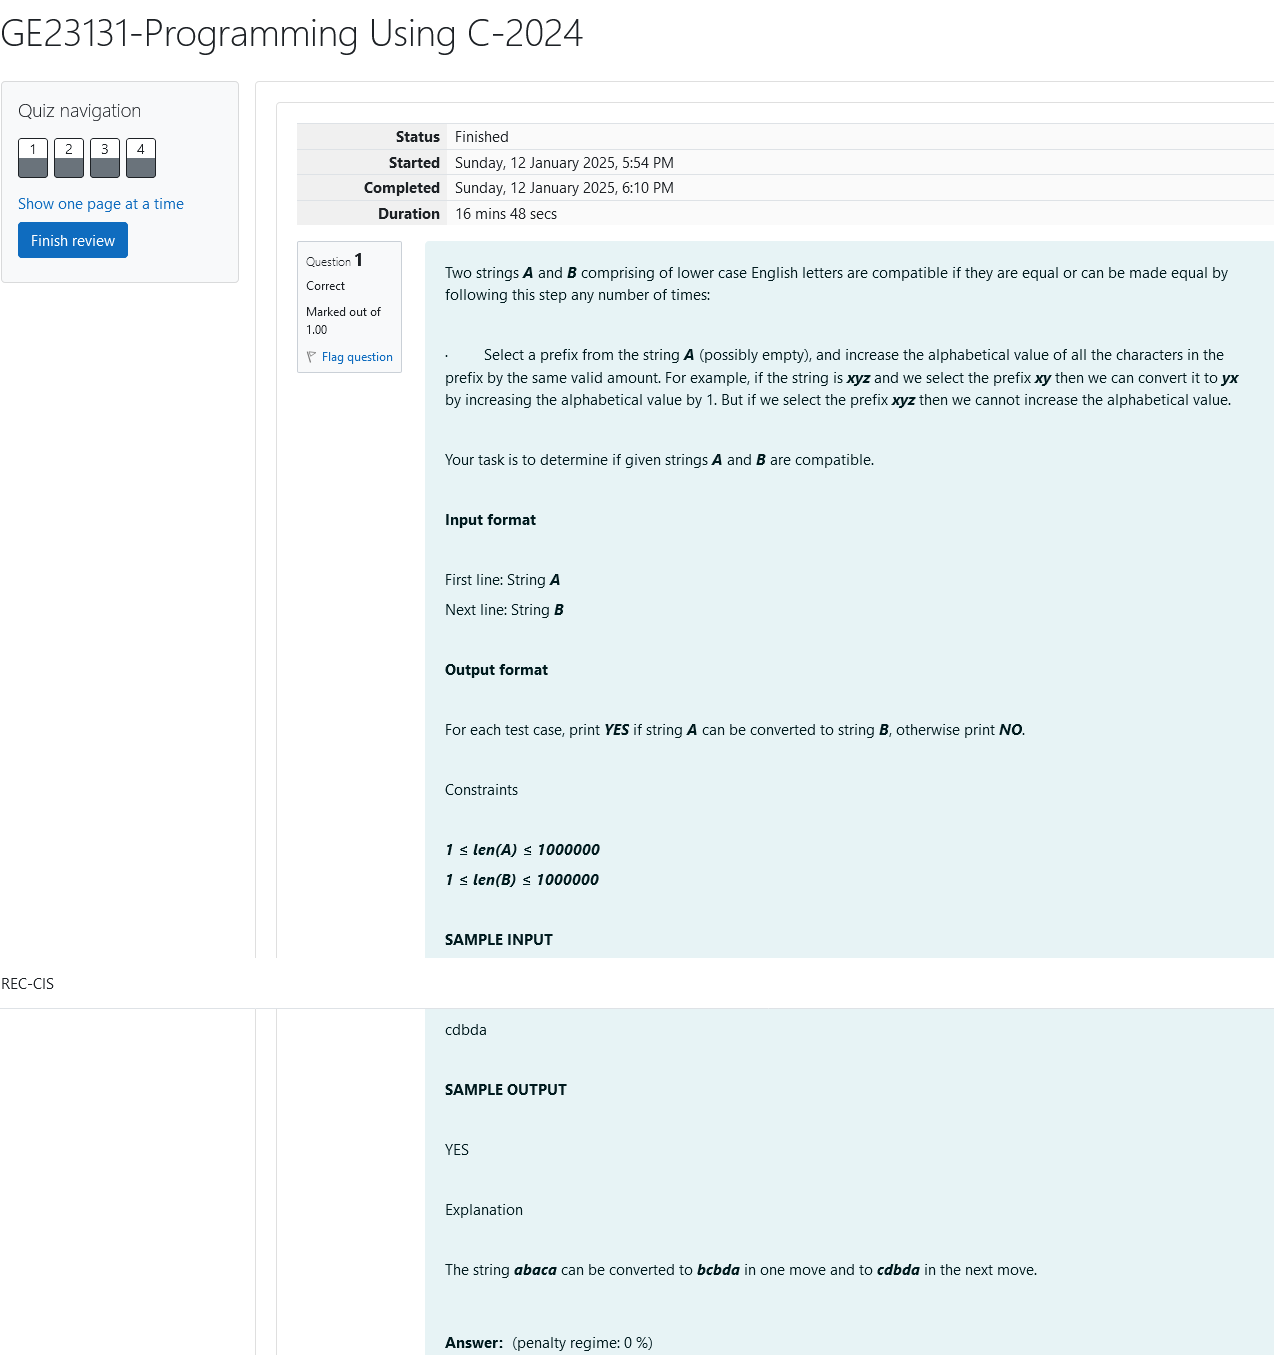 GE23131-Programming Using C-2024
Quiz navigation
1 2 3 4
Show one page at a time
Finish review
Status Finished
Started Sunday, 12 January 2025, 5:54 PM
Completed Sunday, 12 January 2025, 6:10 PM
Duration 16 mins 48 secs
Question 1
Correct
Marked out of
1.00
Flag question
Two strings A and B comprising of lower case English letters are compatible if they are equal or can be made equal by
following this step any number of times:
· Select a prefix from the string A (possibly empty), and increase the alphabetical value of all the characters in the
prefix by the same valid amount. For example, if the string is xyz and we select the prefix xy then we can convert it to yx
by increasing the alphabetical value by 1. But if we select the prefix xyz then we cannot increase the alphabetical value.
Your task is to determine if given strings A and B are compatible.
Input format
First line: String A
Next line: String B
Output format
For each test case, print YES if string A can be converted to string B, otherwise print NO.
Constraints
1 ≤ len(A) ≤ 1000000
1 ≤ len(B) ≤ 1000000
SAMPLE INPUT
REC-CIS
cdbda
SAMPLE OUTPUT
YES
Explanation
The string abaca can be converted to bcbda in one move and to cdbda in the next move.
Answer: (penalty regime: 0 %)